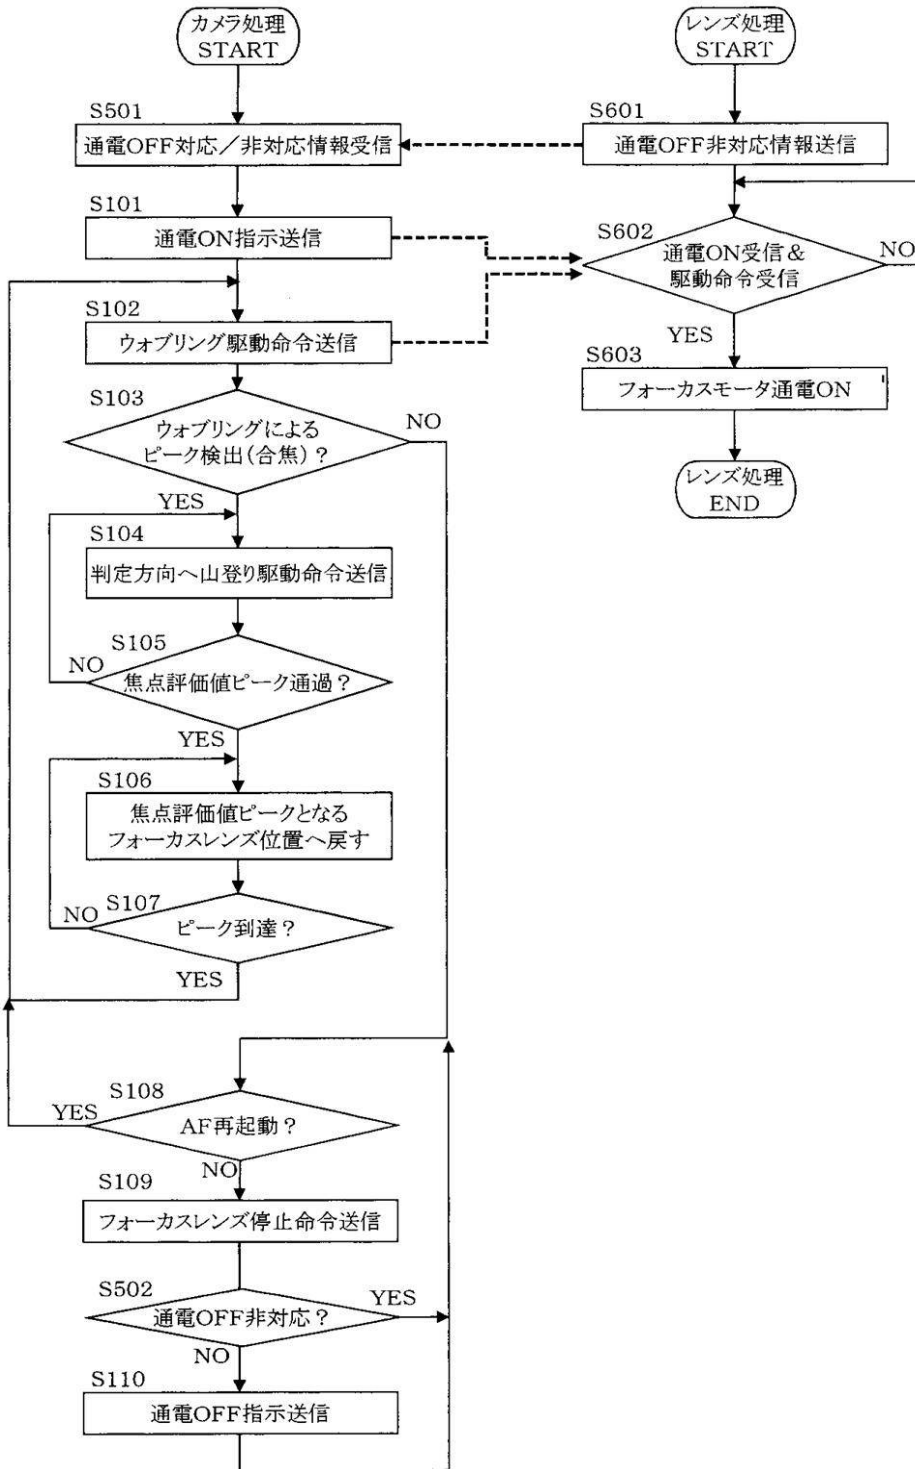 カメラ処理
START
S501
通電OFF対応／非対応情報受信
S101
通電ON指示送信
S102
ウォブリング駆動命令送信
S103
ウォブリングによる
ピーク検出(合焦)？
NO
YES
S104
判定方向へ山登り駆動命令送信
S105
焦点評価値ピーク通過？
NO
YES
S106
焦点評価値ピークとなる
フォーカスレンズ位置へ戻す
S107
ピーク到達？
NO
YES
S108
AF再起動？
YES
NO
S109
フォーカスレンズ停止命令送信
S502
通電OFF非対応？
YES
NO
S110
通電OFF指示送信
レンズ処理
START
S601
通電OFF非対応情報送信
S602
通電ON受信＆
駆動命令受信
NO
YES
S603
フォーカスモータ通電ON
レンズ処理
END